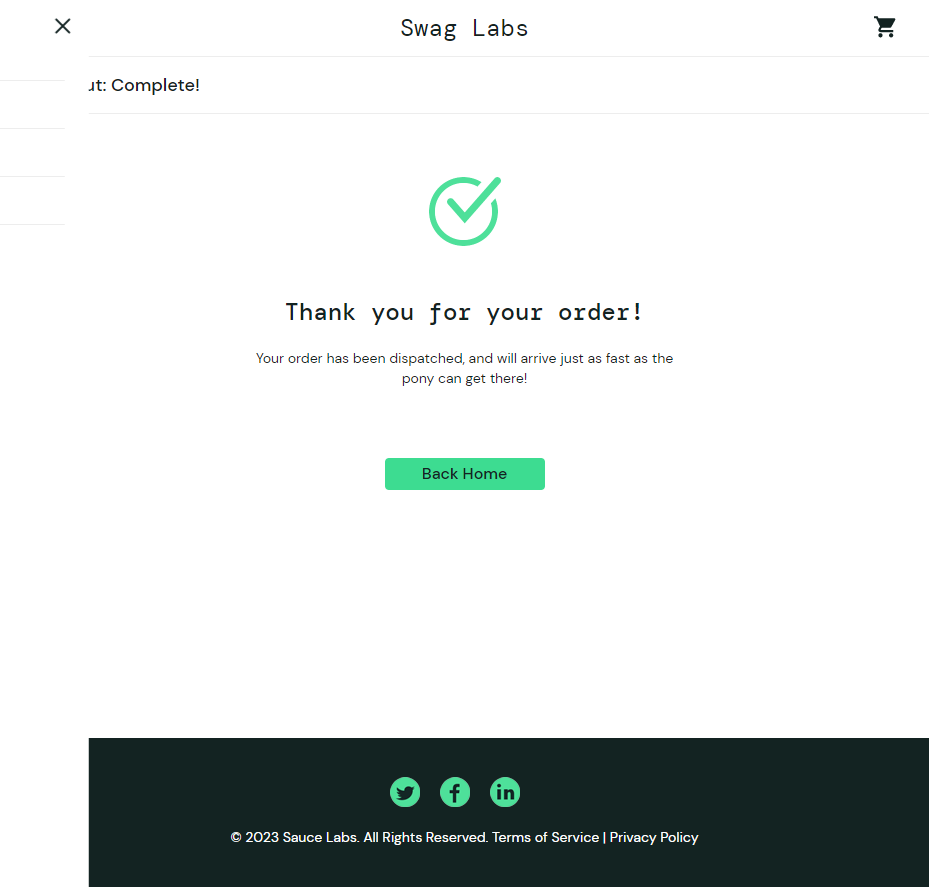 Swag Labs
ut: Complete!
Thank you for your order!
Your order has been dispatched, and will arrive just as fast as the
pony can get there!
Back Home
© 2023 Sauce Labs. All Rights Reserved. Terms of Service | Privacy Policy